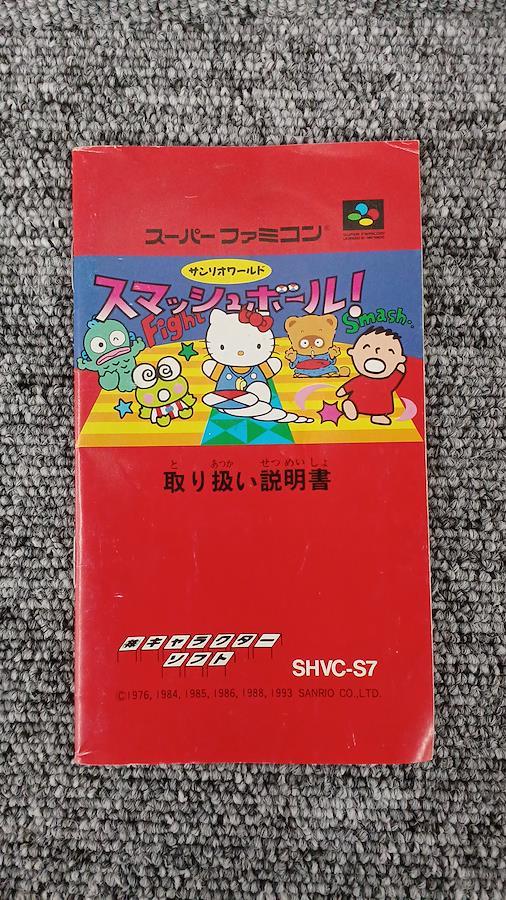 スーパーファミコン®
SUPER FAMICOM
サンリオワールド
スマッシュボール!
Fight
Smash..
と あつか せつめいしょ
取り扱い説明書
㈱キャラクター
ソフト
SHVC-S7
©1976, 1984, 1985, 1986, 1988, 1993 SANRIO CO.,LTD.